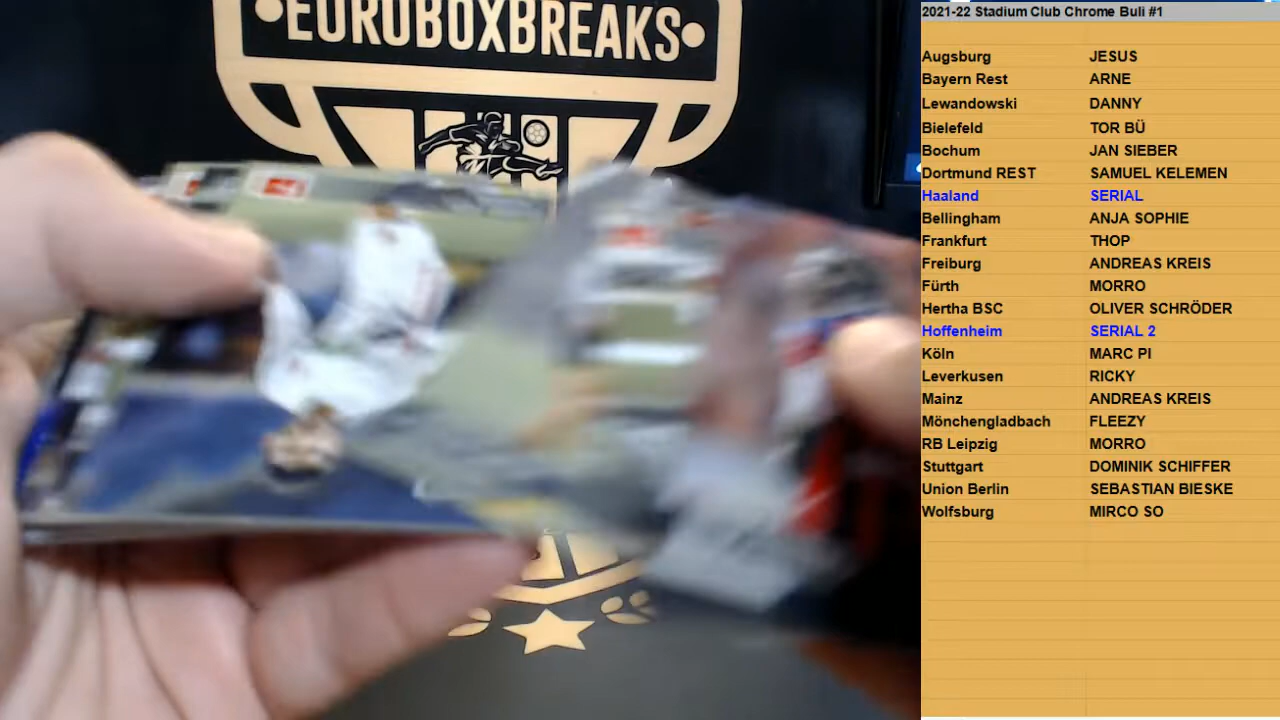 •EUROBOXBREAKS•
2021-22 Stadium Club Chrome Buli #1
Augsburg JESUS
Bayern Rest ARNE
Lewandowski DANNY
Bielefeld TOR BÜ
Bochum JAN SIEBER
Dortmund REST SAMUEL KELEMEN
Haaland SERIAL
Bellingham ANJA SOPHIE
Frankfurt THOP
Freiburg ANDREAS KREIS
Fürth MORRO
Hertha BSC OLIVER SCHRÖDER
Hoffenheim SERIAL 2
Köln MARC PI
Leverkusen RICKY
Mainz ANDREAS KREIS
Mönchengladbach FLEEZY
RB Leipzig MORRO
Stuttgart DOMINIK SCHIFFER
Union Berlin SEBASTIAN BIESKE
Wolfsburg MIRCO SO